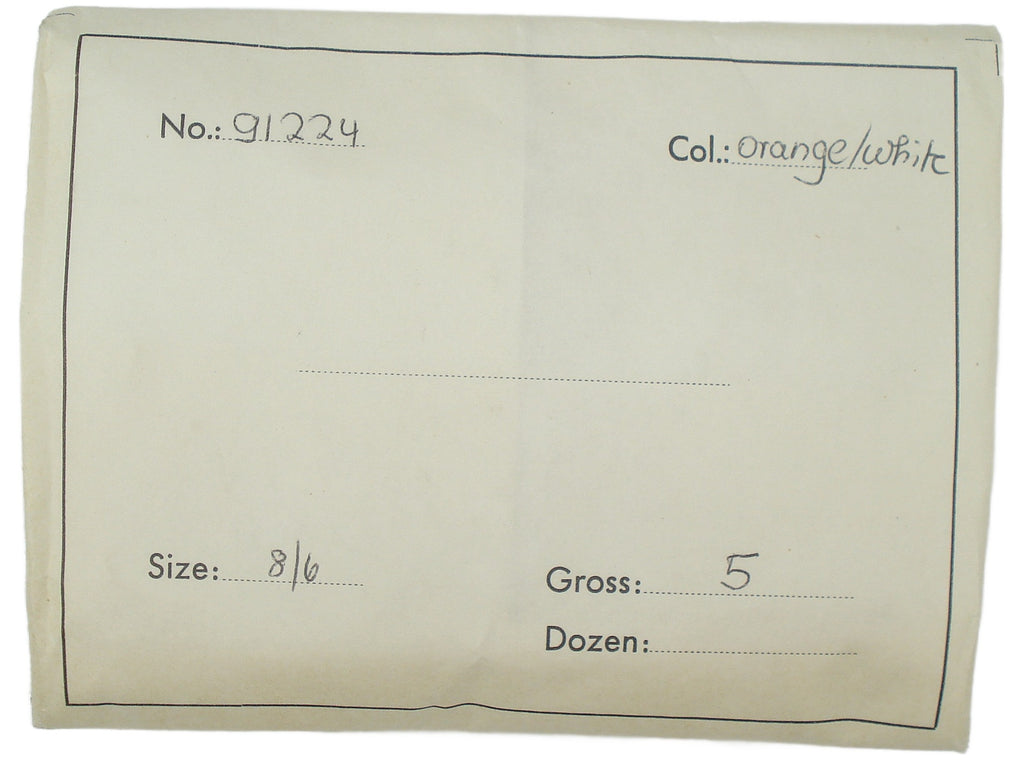 No.: 91224
Col.: Orange/white
Size: 8/6
Gross: 5
Dozen: